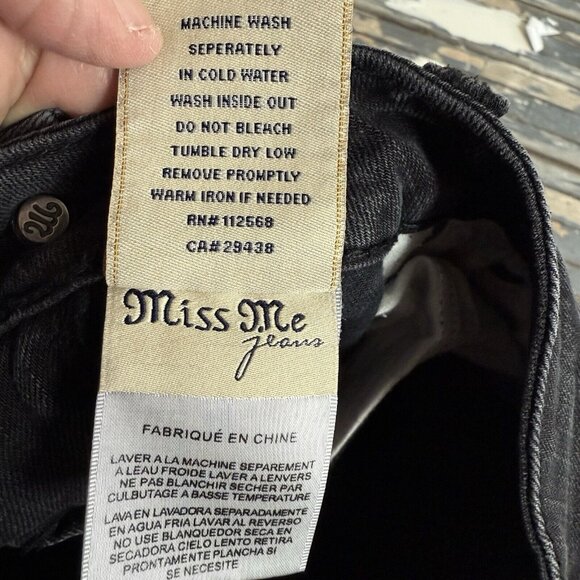 MACHINE WASH
SEPERATELY
IN COLD WATER
WASH INSIDE OUT
DO NOT BLEACH
TUMBLE DRY LOW
REMOVE PROMPTLY
WARM IRON IF NEEDED
RN# 112568
CA# 29438
Miss Me
jeans
FABRIQUÉ EN CHINE
LAVER A LA MACHINE SEPAREMENT
A LEAU FROIDE LAVER A LENVERS
NE PAS BLANCHIR SECHER PAR
CULBUTAGE A BASSE TEMPERATURE
LAVA EN LAVADORA SEPARADAMENTE
EN AGUA FRIA LAVAR AL REVERSO
NO USE BLANQUEDOR SECA EN
SECADORA CIELO LENTO RETIRA
PRONTAMENTE PLANCHA SI
SE NECESITE